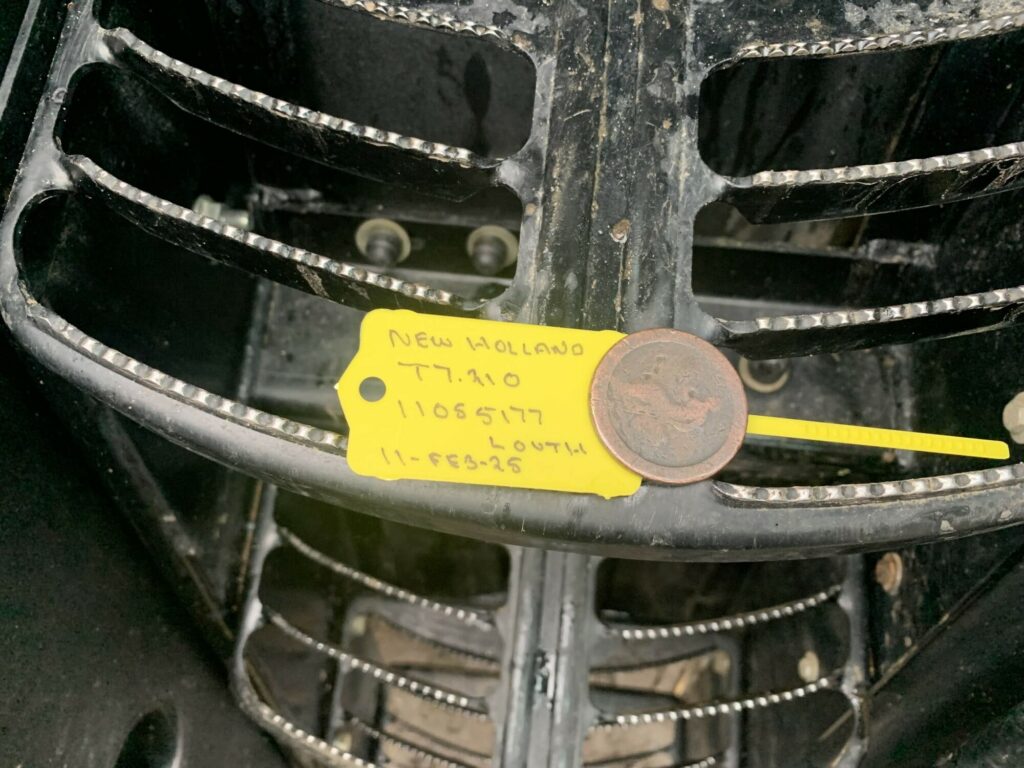 NEW HOLLAND
T7.210
11085177
LOUTH
11-FEB-25